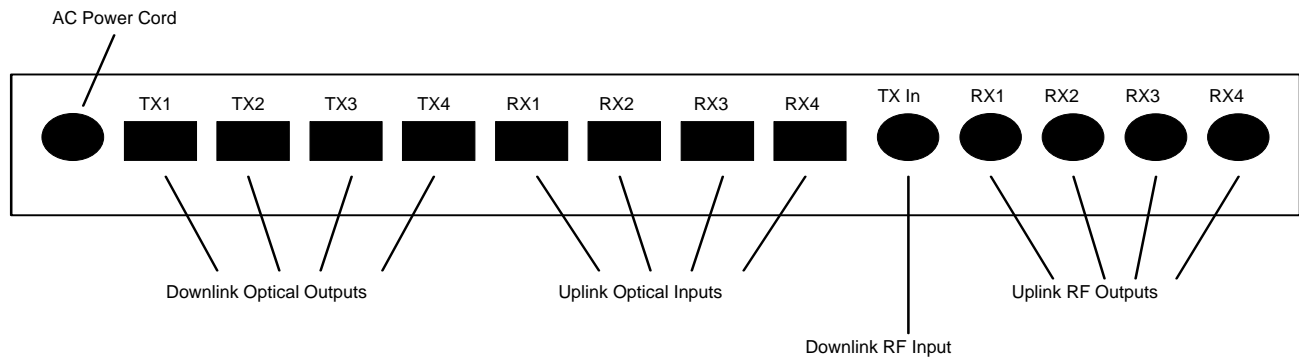 AC Power Cord
TX1 TX2 TX3 TX4 RX1 RX2 RX3 RX4 TX In RX1 RX2 RX3 RX4
Downlink Optical Outputs Uplink Optical Inputs Uplink RF Outputs
Downlink RF Input